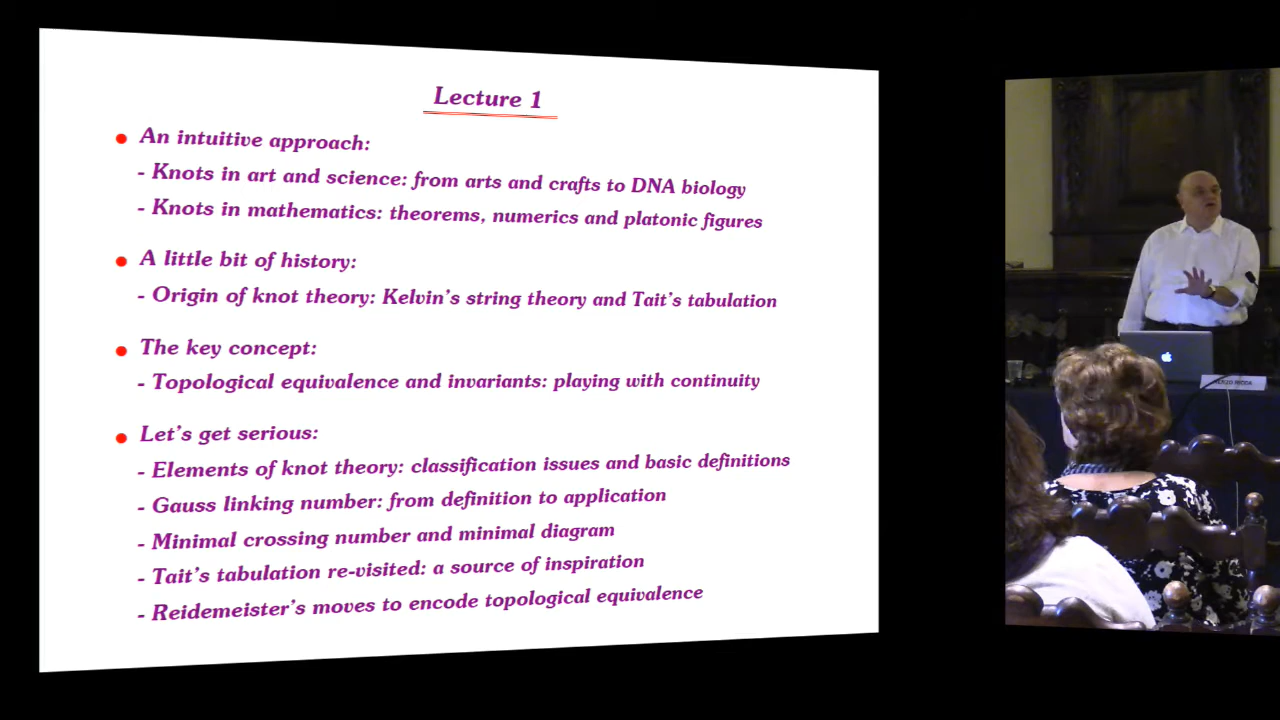 Lecture 1
• An intuitive approach:
- Knots in art and science: from arts and crafts to DNA biology
- Knots in mathematics: theorems, numerics and platonic figures
• A little bit of history:
- Origin of knot theory: Kelvin's string theory and Tait's tabulation
• The key concept:
- Topological equivalence and invariants: playing with continuity
• Let's get serious:
- Elements of knot theory: classification issues and basic definitions
- Gauss linking number: from definition to application
- Minimal crossing number and minimal diagram
- Tait's tabulation re-visited: a source of inspiration
- Reidemeister's moves to encode topological equivalence